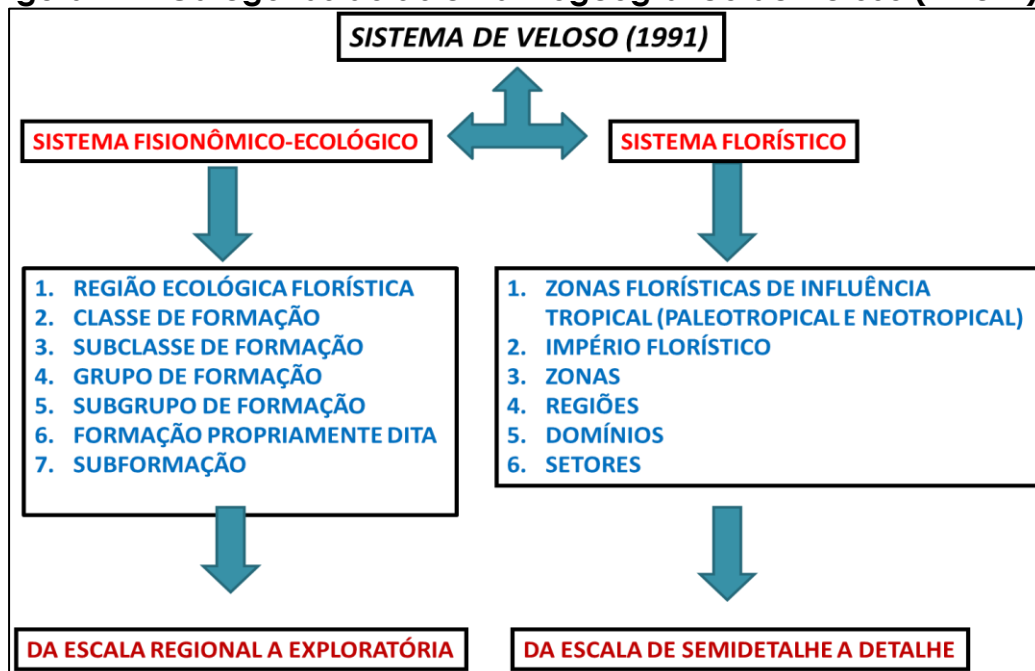 SISTEMA DE VELOSO (1991)
SISTEMA FISIONÔMICO-ECOLÓGICO
SISTEMA FLORÍSTICO
1. REGIÃO ECOLÓGICA FLORÍSTICA
2. CLASSE DE FORMAÇÃO
3. SUBCLASSE DE FORMAÇÃO
4. GRUPO DE FORMAÇÃO
5. SUBGRUPO DE FORMAÇÃO
6. FORMAÇÃO PROPRIAMENTE DITA
7. SUBFORMAÇÃO
1. ZONAS FLORÍSTICAS DE INFLUÊNCIA
TROPICAL (PALEOTROPICAL E NEOTROPICAL)
2. IMPÉRIO FLORÍSTICO
3. ZONAS
4. REGIÕES
5. DOMÍNIOS
6. SETORES
DA ESCALA REGIONAL A EXPLORATÓRIA
DA ESCALA DE SEMIDETALHE A DETALHE